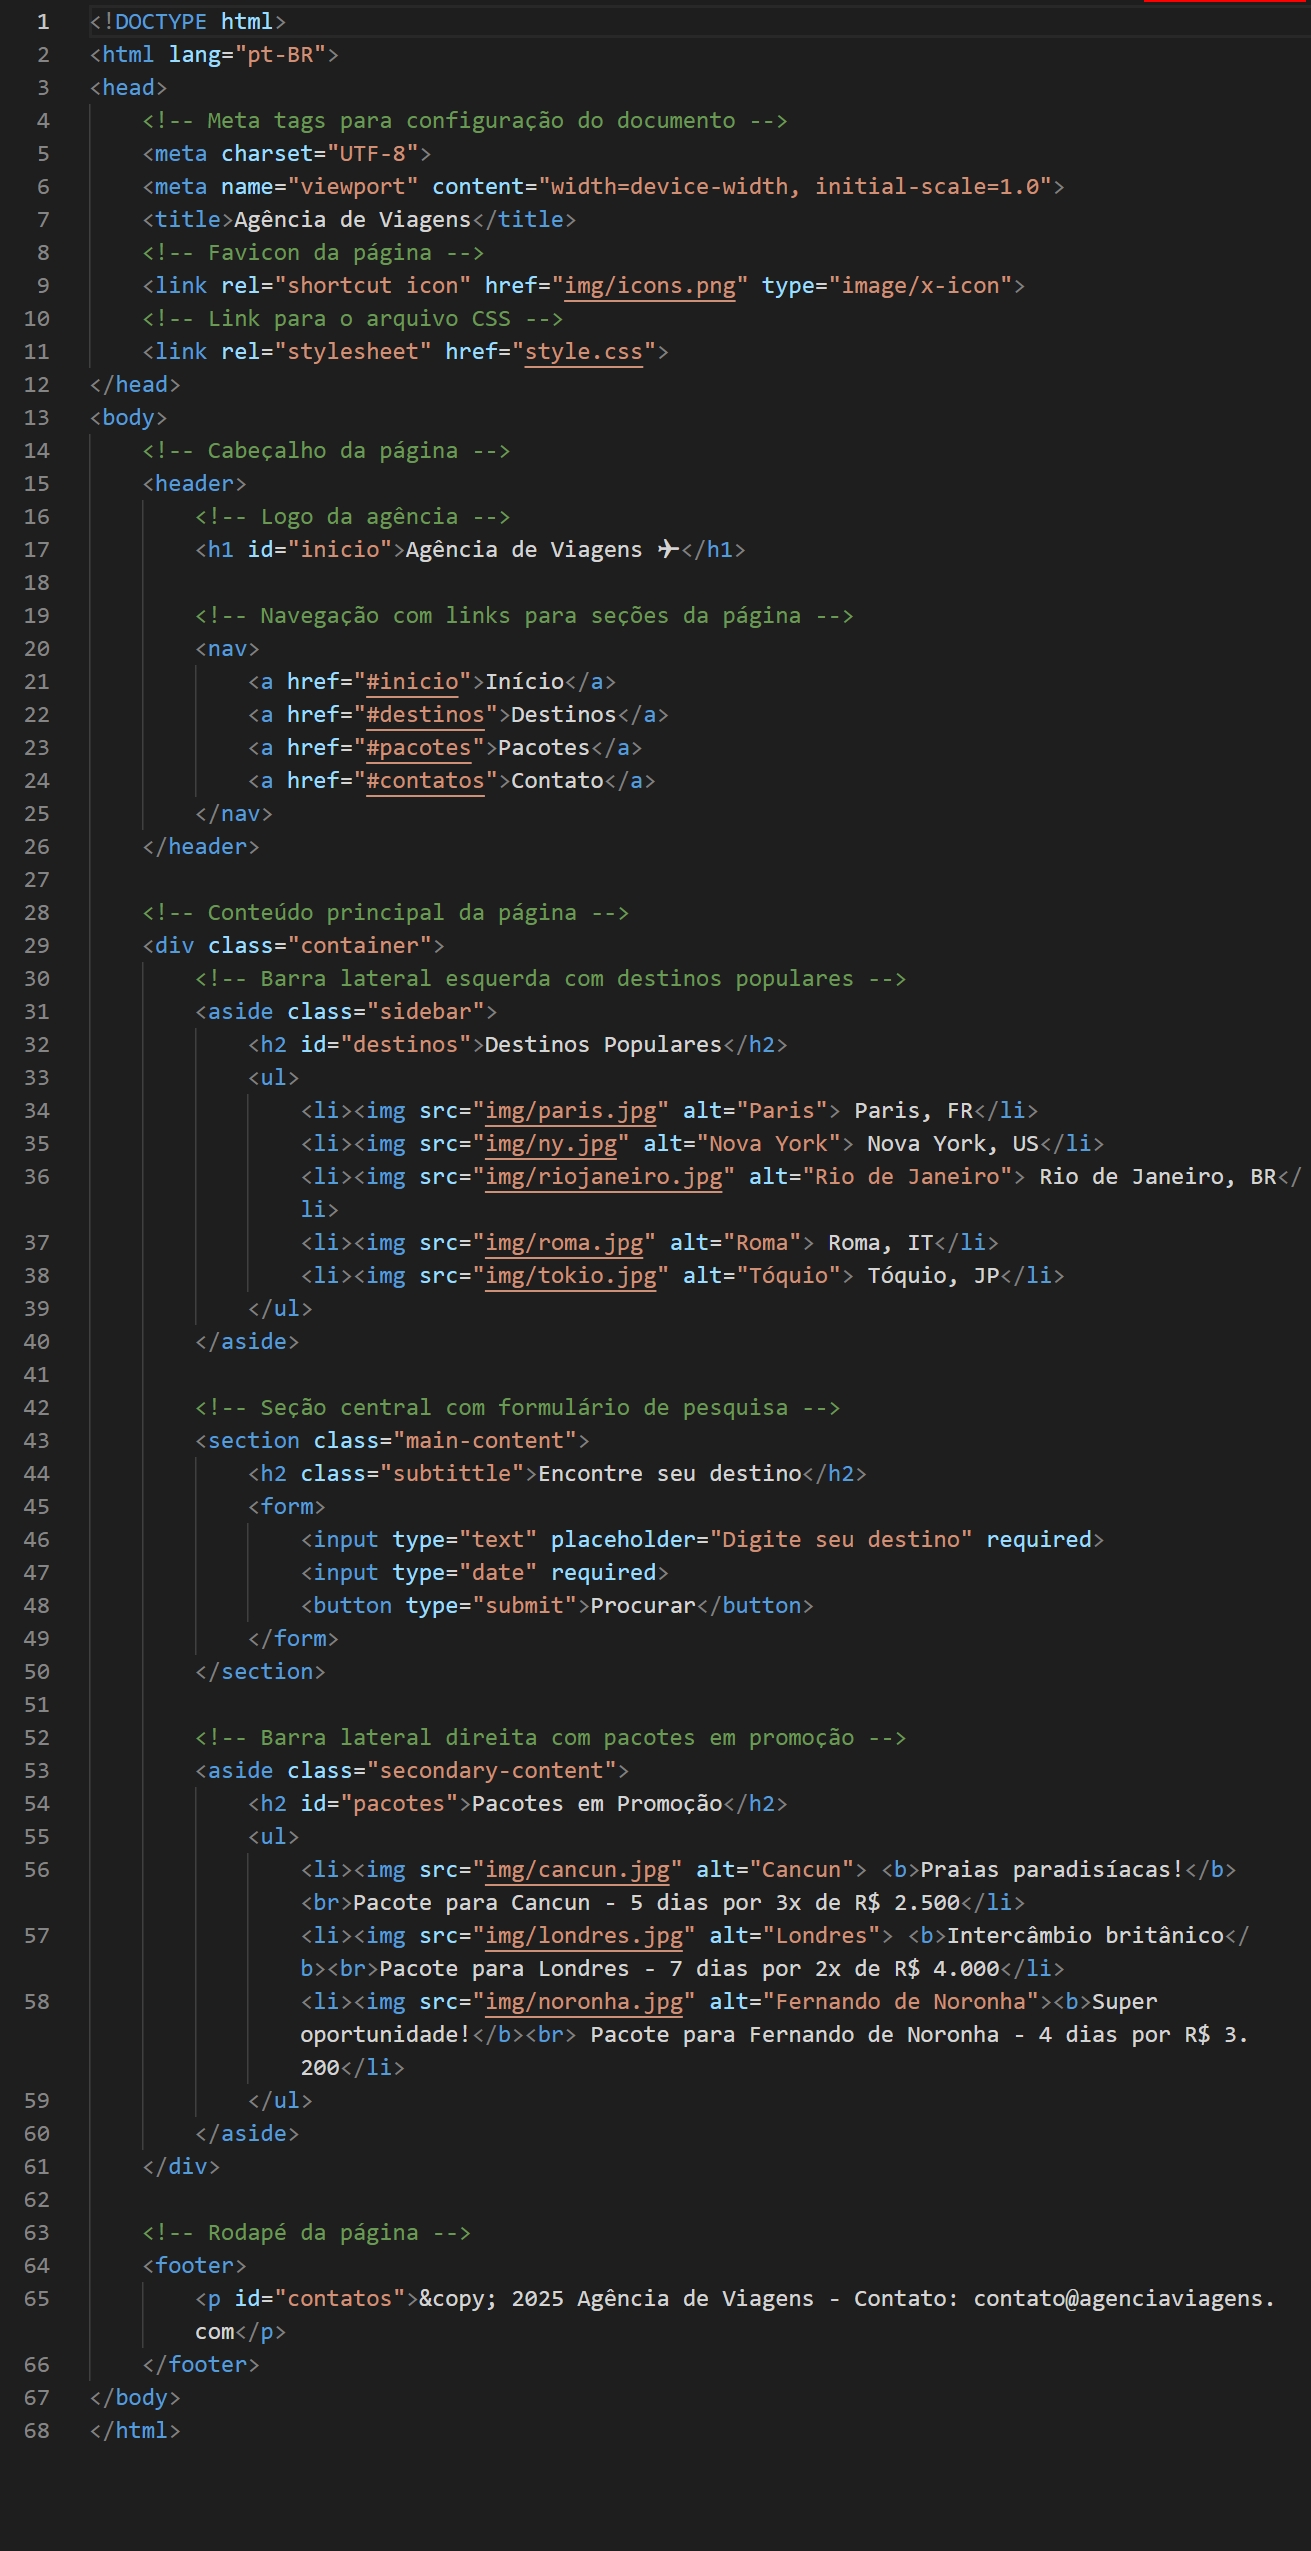 1 <!DOCTYPE html>
2 <html lang="pt-BR">
3 <head>
4     <!-- Meta tags para configuração do documento -->
5     <meta charset="UTF-8">
6     <meta name="viewport" content="width=device-width, initial-scale=1.0">
7     <title>Agência de Viagens</title>
8     <!-- Favicon da página -->
9     <link rel="shortcut icon" href="img/icons.png" type="image/x-icon">
10     <!-- Link para o arquivo CSS -->
11     <link rel="stylesheet" href="style.css">
12 </head>
13 <body>
14     <!-- Cabeçalho da página -->
15     <header>
16         <!-- Logo da agência -->
17         <h1 id="inicio">Agência de Viagens ✈</h1>
18
19         <!-- Navegação com links para seções da página -->
20         <nav>
21             <a href="#inicio">Início</a>
22             <a href="#destinos">Destinos</a>
23             <a href="#pacotes">Pacotes</a>
24             <a href="#contatos">Contato</a>
25         </nav>
26     </header>
27
28     <!-- Conteúdo principal da página -->
29     <div class="container">
30         <!-- Barra lateral esquerda com destinos populares -->
31         <aside class="sidebar">
32             <h2 id="destinos">Destinos Populares</h2>
33             <ul>
34                 <li><img src="img/paris.jpg" alt="Paris"> Paris, FR</li>
35                 <li><img src="img/ny.jpg" alt="Nova York"> Nova York, US</li>
36                 <li><img src="img/riojaneiro.jpg" alt="Rio de Janeiro"> Rio de Janeiro, BR</
li>
37                 <li><img src="img/roma.jpg" alt="Roma"> Roma, IT</li>
38                 <li><img src="img/tokio.jpg" alt="Tóquio"> Tóquio, JP</li>
39             </ul>
40         </aside>
41
42         <!-- Seção central com formulário de pesquisa -->
43         <section class="main-content">
44             <h2 class="subtittle">Encontre seu destino</h2>
45             <form>
46                 <input type="text" placeholder="Digite seu destino" required>
47                 <input type="date" required>
48                 <button type="submit">Procurar</button>
49             </form>
50         </section>
51
52         <!-- Barra lateral direita com pacotes em promoção -->
53         <aside class="secondary-content">
54             <h2 id="pacotes">Pacotes em Promoção</h2>
55             <ul>
56                 <li><img src="img/cancun.jpg" alt="Cancun"> <b>Praias paradisíacas!</b>
<br>Pacote para Cancun - 5 dias por 3x de R$ 2.500</li>
57                 <li><img src="img/londres.jpg" alt="Londres"> <b>Intercâmbio britânico</
b><br>Pacote para Londres - 7 dias por 2x de R$ 4.000</li>
58                 <li><img src="img/noronha.jpg" alt="Fernando de Noronha"><b>Super
oportunidade!</b><br> Pacote para Fernando de Noronha - 4 dias por R$ 3.
200</li>
59             </ul>
60         </aside>
61     </div>
62
63     <!-- Rodapé da página -->
64     <footer>
65         <p id="contatos">&copy; 2025 Agência de Viagens - Contato: contato@agenciaviagens.
com</p>
66     </footer>
67 </body>
68 </html>